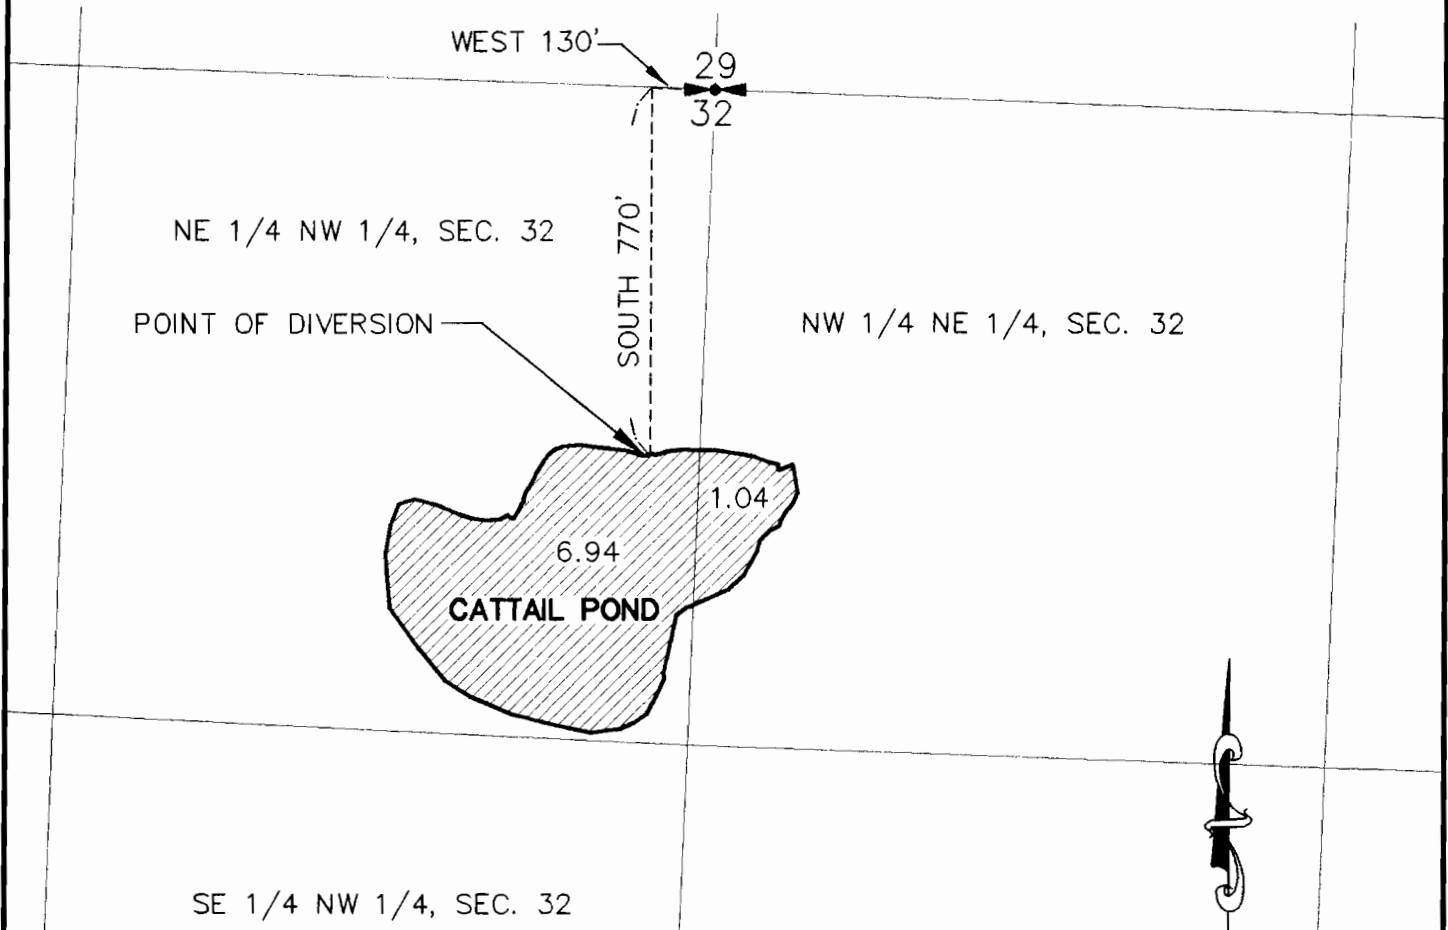 WEST 130'
29
32
NE 1/4 NW 1/4, SEC. 32
SOUTH 770'
POINT OF DIVERSION
NW 1/4 NE 1/4, SEC. 32
1.04
6.94
CATTAIL POND
SE 1/4 NW 1/4, SEC. 32